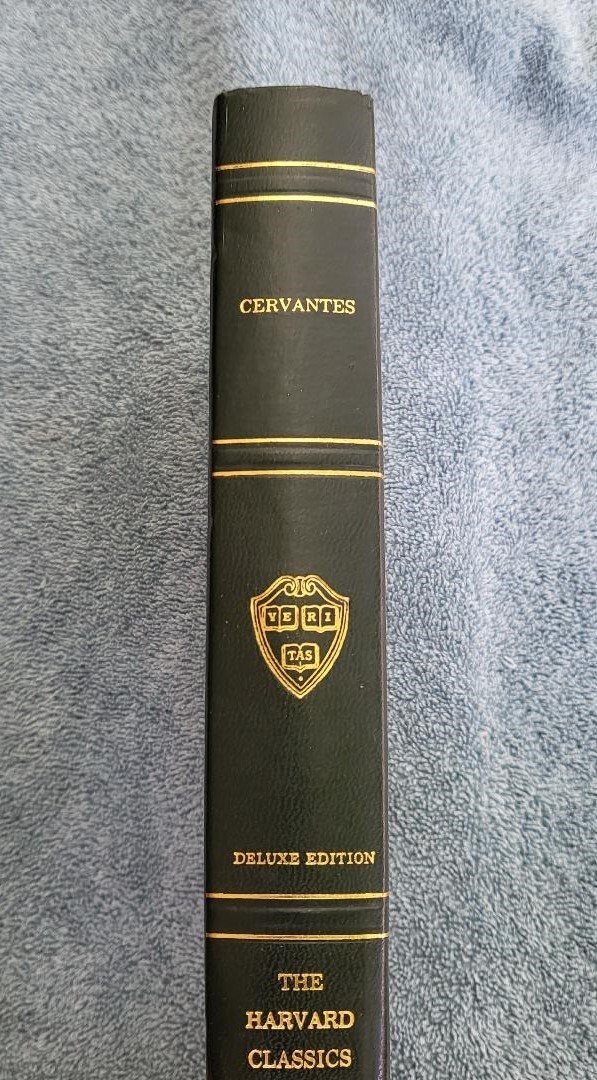 CERVANTES
VE RI
TAS
DELUXE EDITION
THE
HARVARD
CLASSICS